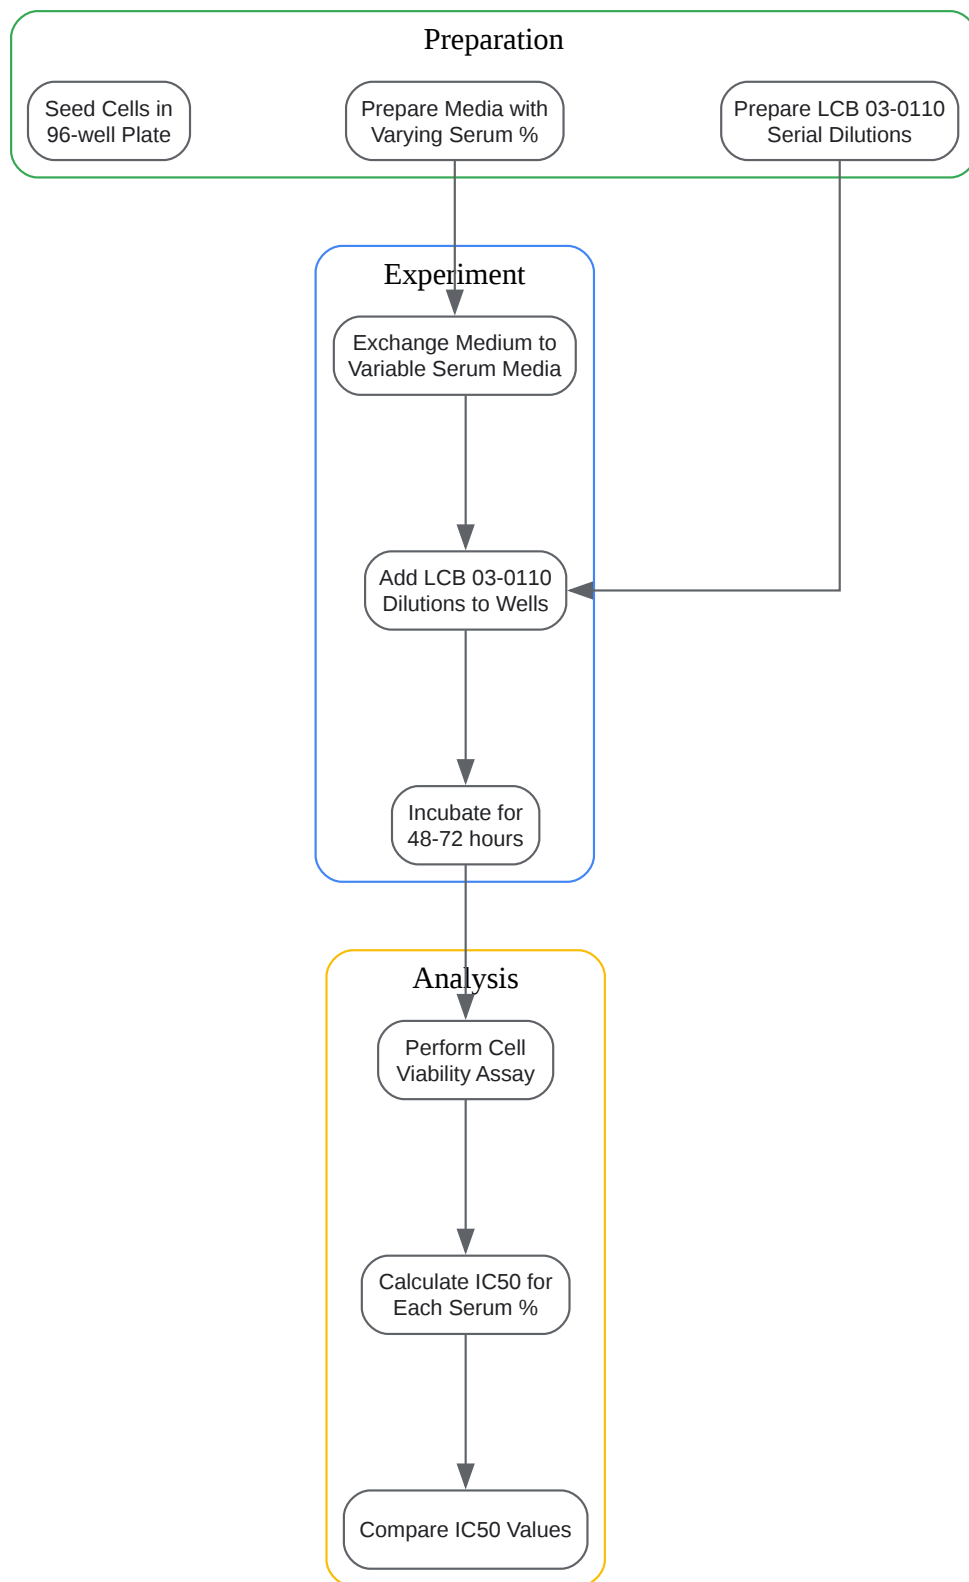 Preparation
Seed Cells in
96-well Plate
Prepare Media with
Varying Serum %
Prepare LCB 03-0110
Serial Dilutions
Experiment
Exchange Medium to
Variable Serum Media
Add LCB 03-0110
Dilutions to Wells
Incubate for
48-72 hours
Analysis
Perform Cell
Viability Assay
Calculate IC50 for
Each Serum %
Compare IC50 Values